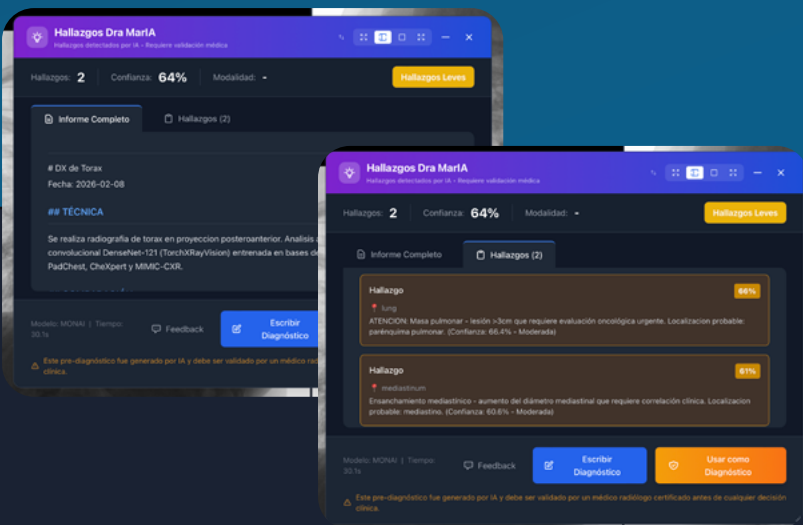 Hallazgos Dra MarIA
Hallazgos detectados por IA - Requiere validación médica
Hallazgos: 2 Confianza: 64% Modalidad: - Hallazgos Leves
Informe Completo Hallazgos (2)
# DX de Torax
Fecha: 2026-02-08
## TÉCNICA
Se realiza radiografia de torax en proyeccion posteroanterior. Analisis
convolucional DenseNet-121 (TorchXRayVision) entrenada en bases de
PadChest, CheXpert y MIMIC-CXR.
Modelo: MONAI | Tiempo:
30.1s
Feedback
Escribir
Diagnóstico
Este pre-diagnóstico fue generado por IA y debe ser validado por un médico
clínica.
Hallazgos Dra MarIA
Hallazgos detectados por IA - Requiere validación médica
Hallazgos: 2 Confianza: 64% Modalidad: - Hallazgos Leves
Informe Completo Hallazgos (2)
Hallazgo 66%
lung
ATENCION: Masa pulmonar - lesión >3cm que requiere evaluación oncológica urgente. Localizacion probable:
parénquima pulmonar. (Confianza: 66.4% - Moderada)
Hallazgo 61%
mediastinum
Ensanchamiento mediastínico - aumento del diámetro mediastinal que requiere correlación clínica. Localizacion
probable: mediastino. (Confianza: 60.6% - Moderada)
Modelo: MONAI | Tiempo:
30.1s
Feedback
Escribir
Diagnóstico
Usar como
Diagnóstico
Este pre-diagnóstico fue generado por IA y debe ser validado por un médico radiólogo certificado antes de cualquier decisión
clínica.